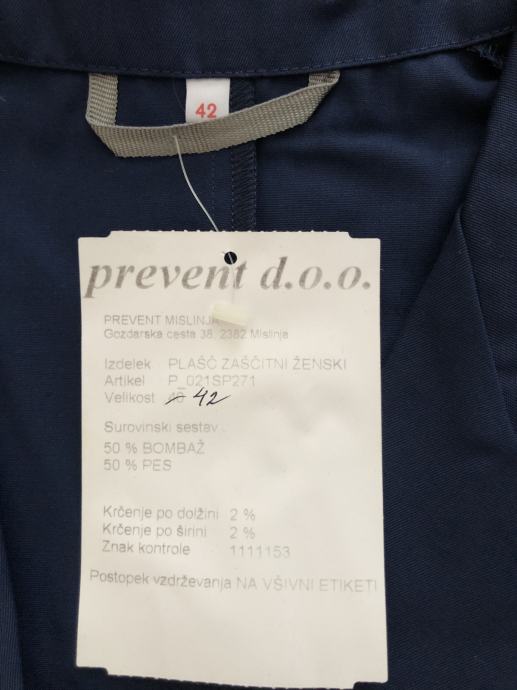 42
prevent d.o.o.
PREVENT MISLINJA
Gozdarska cesta 38, 2382 Mislinja
Izdelek PLAŠČ ZAŠČITNI ŽENSKI
Artikel P_021SP271
Velikost 40 42
Surovinski sestav
50 % BOMBAŽ
50 % PES
Krčenje po dolžini 2 %
Krčenje po širini 2 %
Znak kontrole 1111153
Postopek vzdrževanja NA VŠIVNI ETIKETI